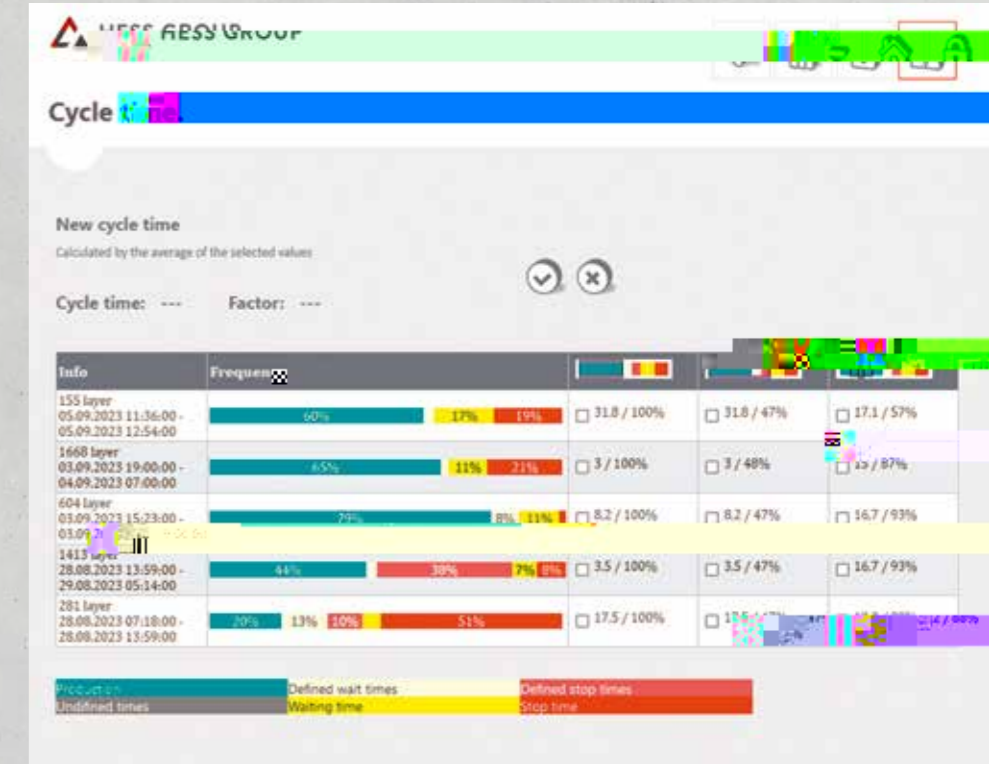 GROUP
Cycle time
New cycle time
Calculated by the average of the selected values
Cycle time: --- Factor: ---
Info
155 layer
05.09.2023 11:36:00 -
05.09.2023 12:54:00
60% 17% 19% 31.8 / 100% 31.8 / 47% 17.1 / 57%
1668 layer
03.09.2023 19:00:00 -
04.09.2023 07:00:00
65% 11% 21% 3 / 100% 3 / 48% 15 / 87%
604 layer
03.09.2023 15:23:00 -
79% 8% 11% 8.2 / 100% 8.2 / 47% 16.7 / 93%
1413 layer
28.08.2023 13:59:00 -
29.08.2023 05:14:00
44% 38% 7% 8% 3.5 / 100% 3.5 / 47% 16.7 / 93%
281 layer
28.08.2023 07:18:00 -
28.08.2023 13:59:00
20% 13% 10% 51% 17.5 / 100%
Production Defined wait times Defined stop times
Undifined times Waiting time Stop time